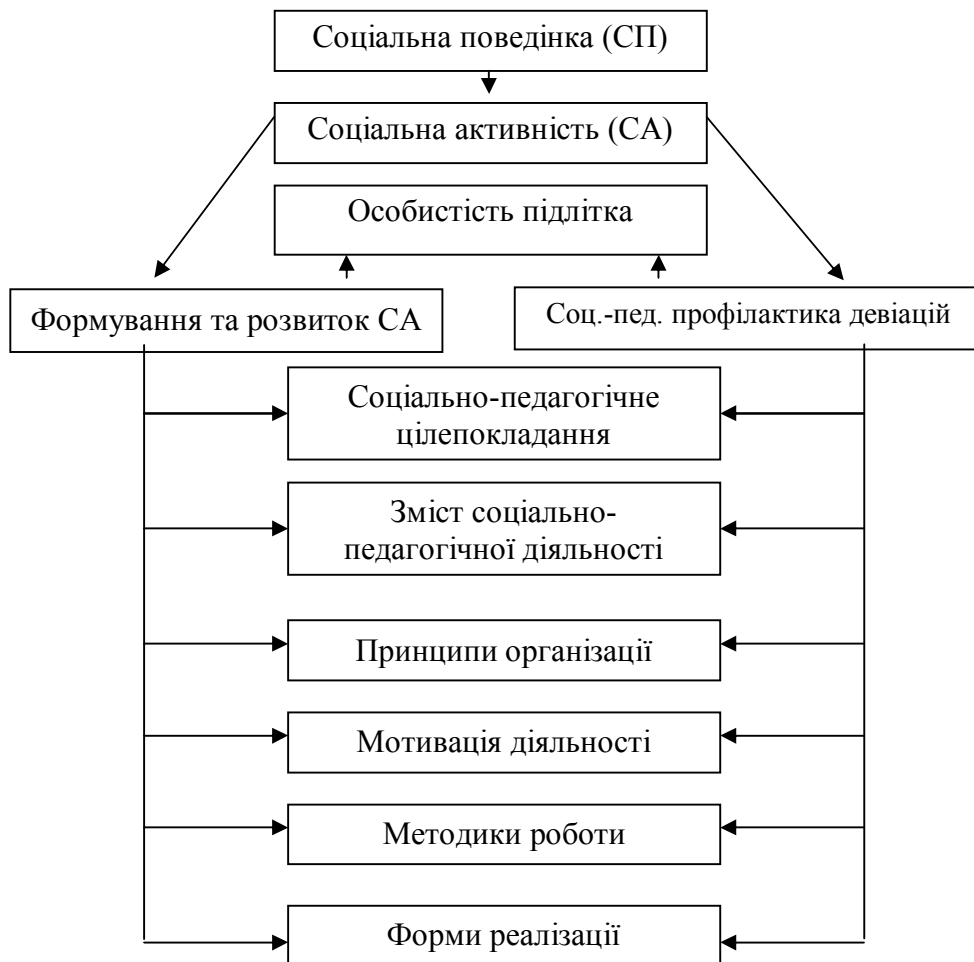 Соціальна поведінка (СП)
Соціальна активність (СА)
Особистість підлітка
Формування та розвиток СА
Соц.-пед. профілактика девіацій
Соціально-педагогічне
цілепокладання
Зміст соціально-
педагогічної діяльності
Принципи організації
Мотивація діяльності
Методики роботи
Форми реалізації